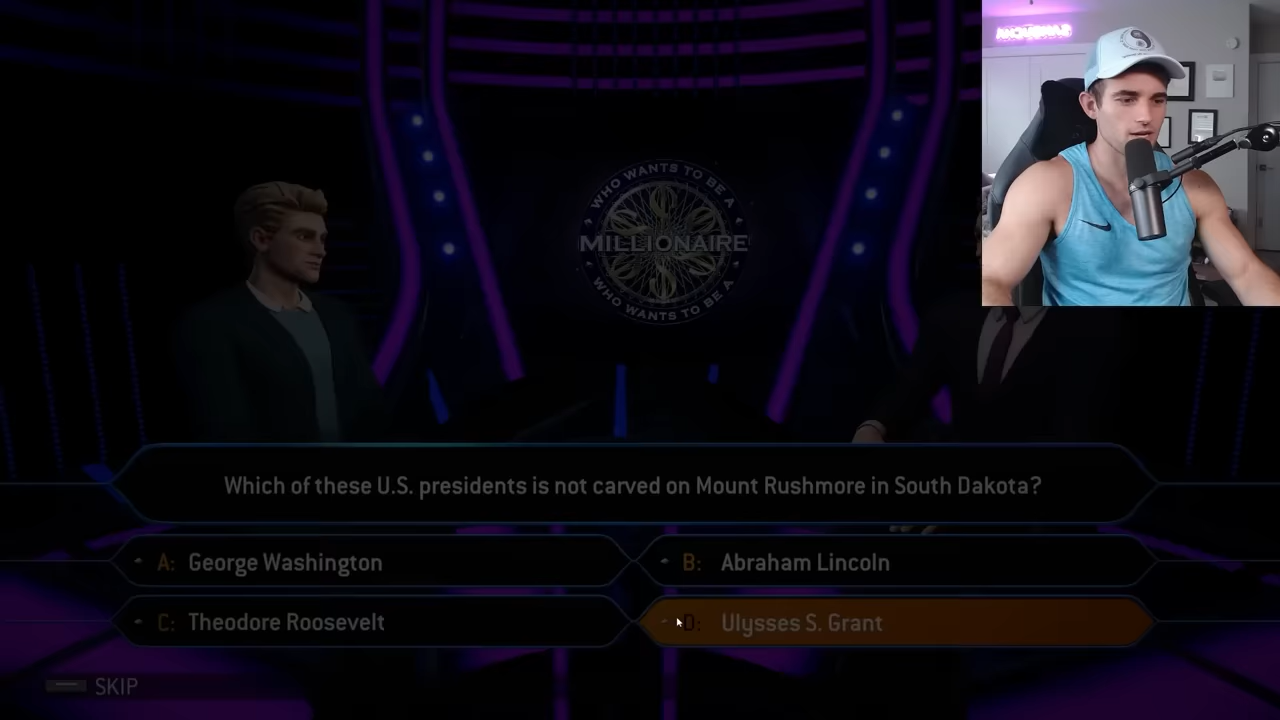 WHO WANTS TO BE A
MILLIONAIRE
WHO WANTS TO BE A
Which of these U.S. presidents is not carved on Mount Rushmore in South Dakota?
A: George Washington
B: Abraham Lincoln
C: Theodore Roosevelt
D: Ulysses S. Grant
SKIP